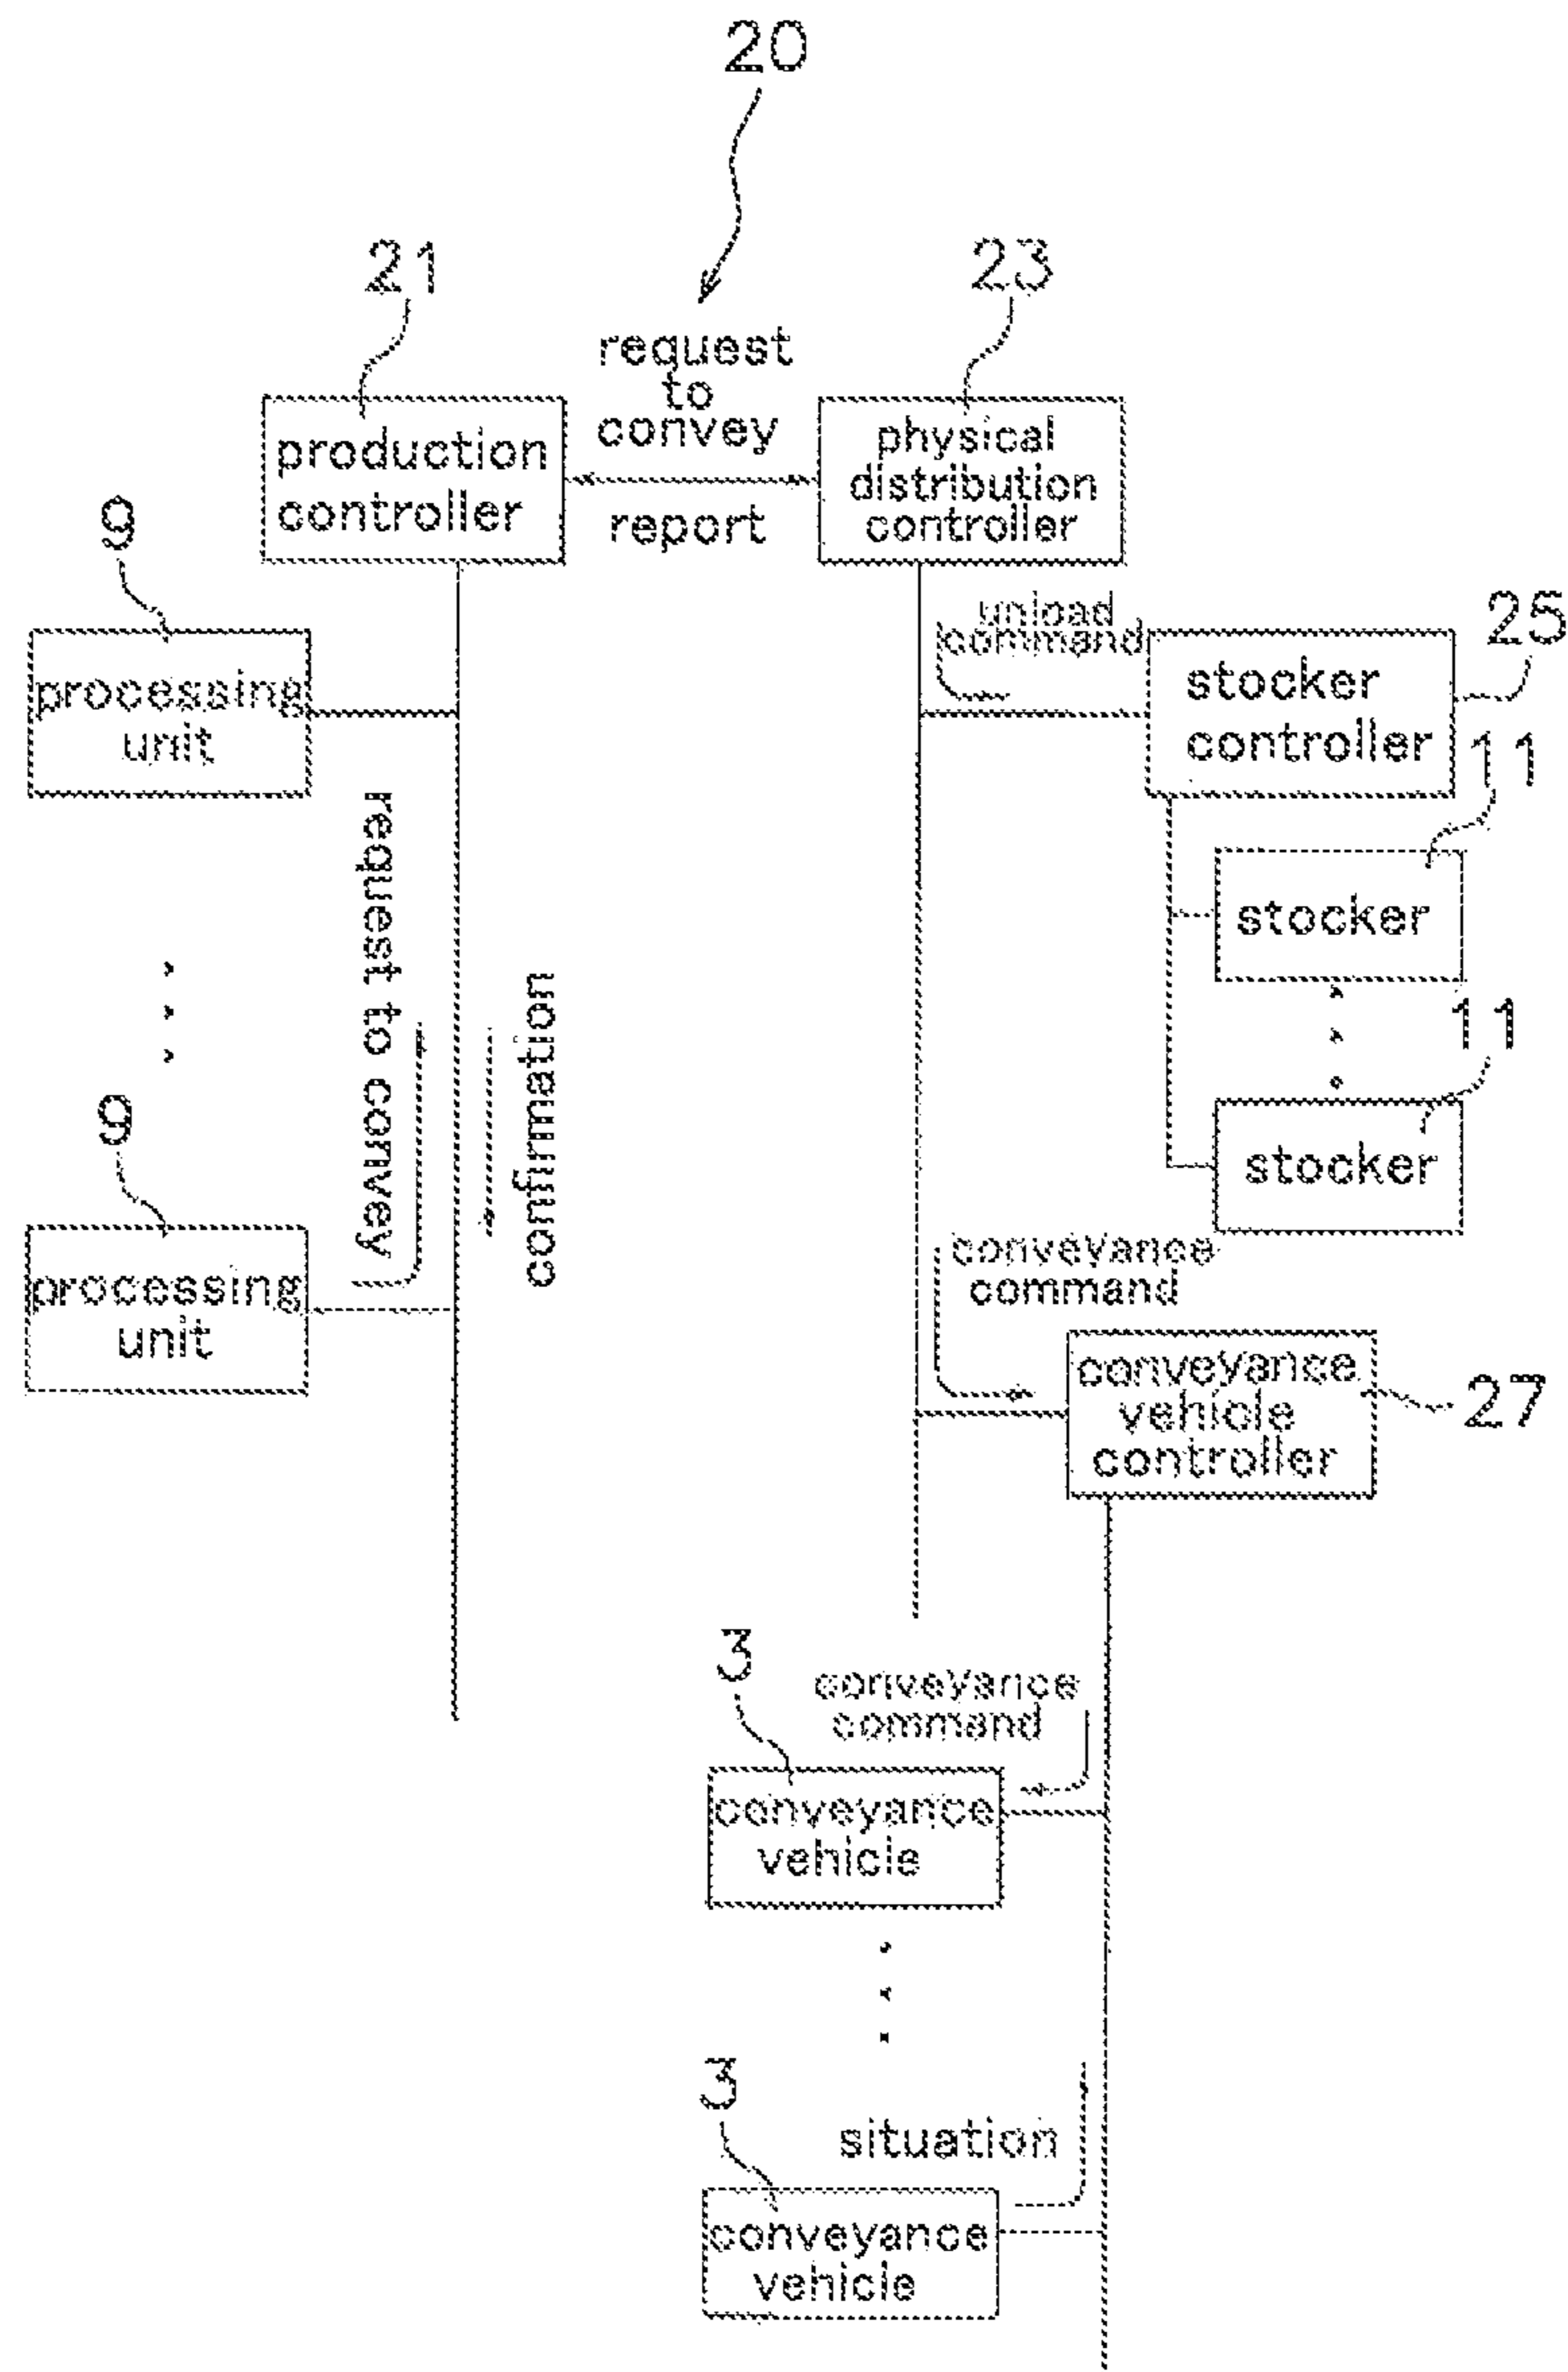 20
21
23
request
to
convey
production
controller
physical
distribution
controller
report
9
processing
unit
unload
command
25
stocker
controller
11
stocker
request to convey
confirmation
11
stocker
9
processing
unit
conveyance
command
conveyance
vehicle
controller
27
3
conveyance
command
conveyance
vehicle
3
situation
conveyance
vehicle